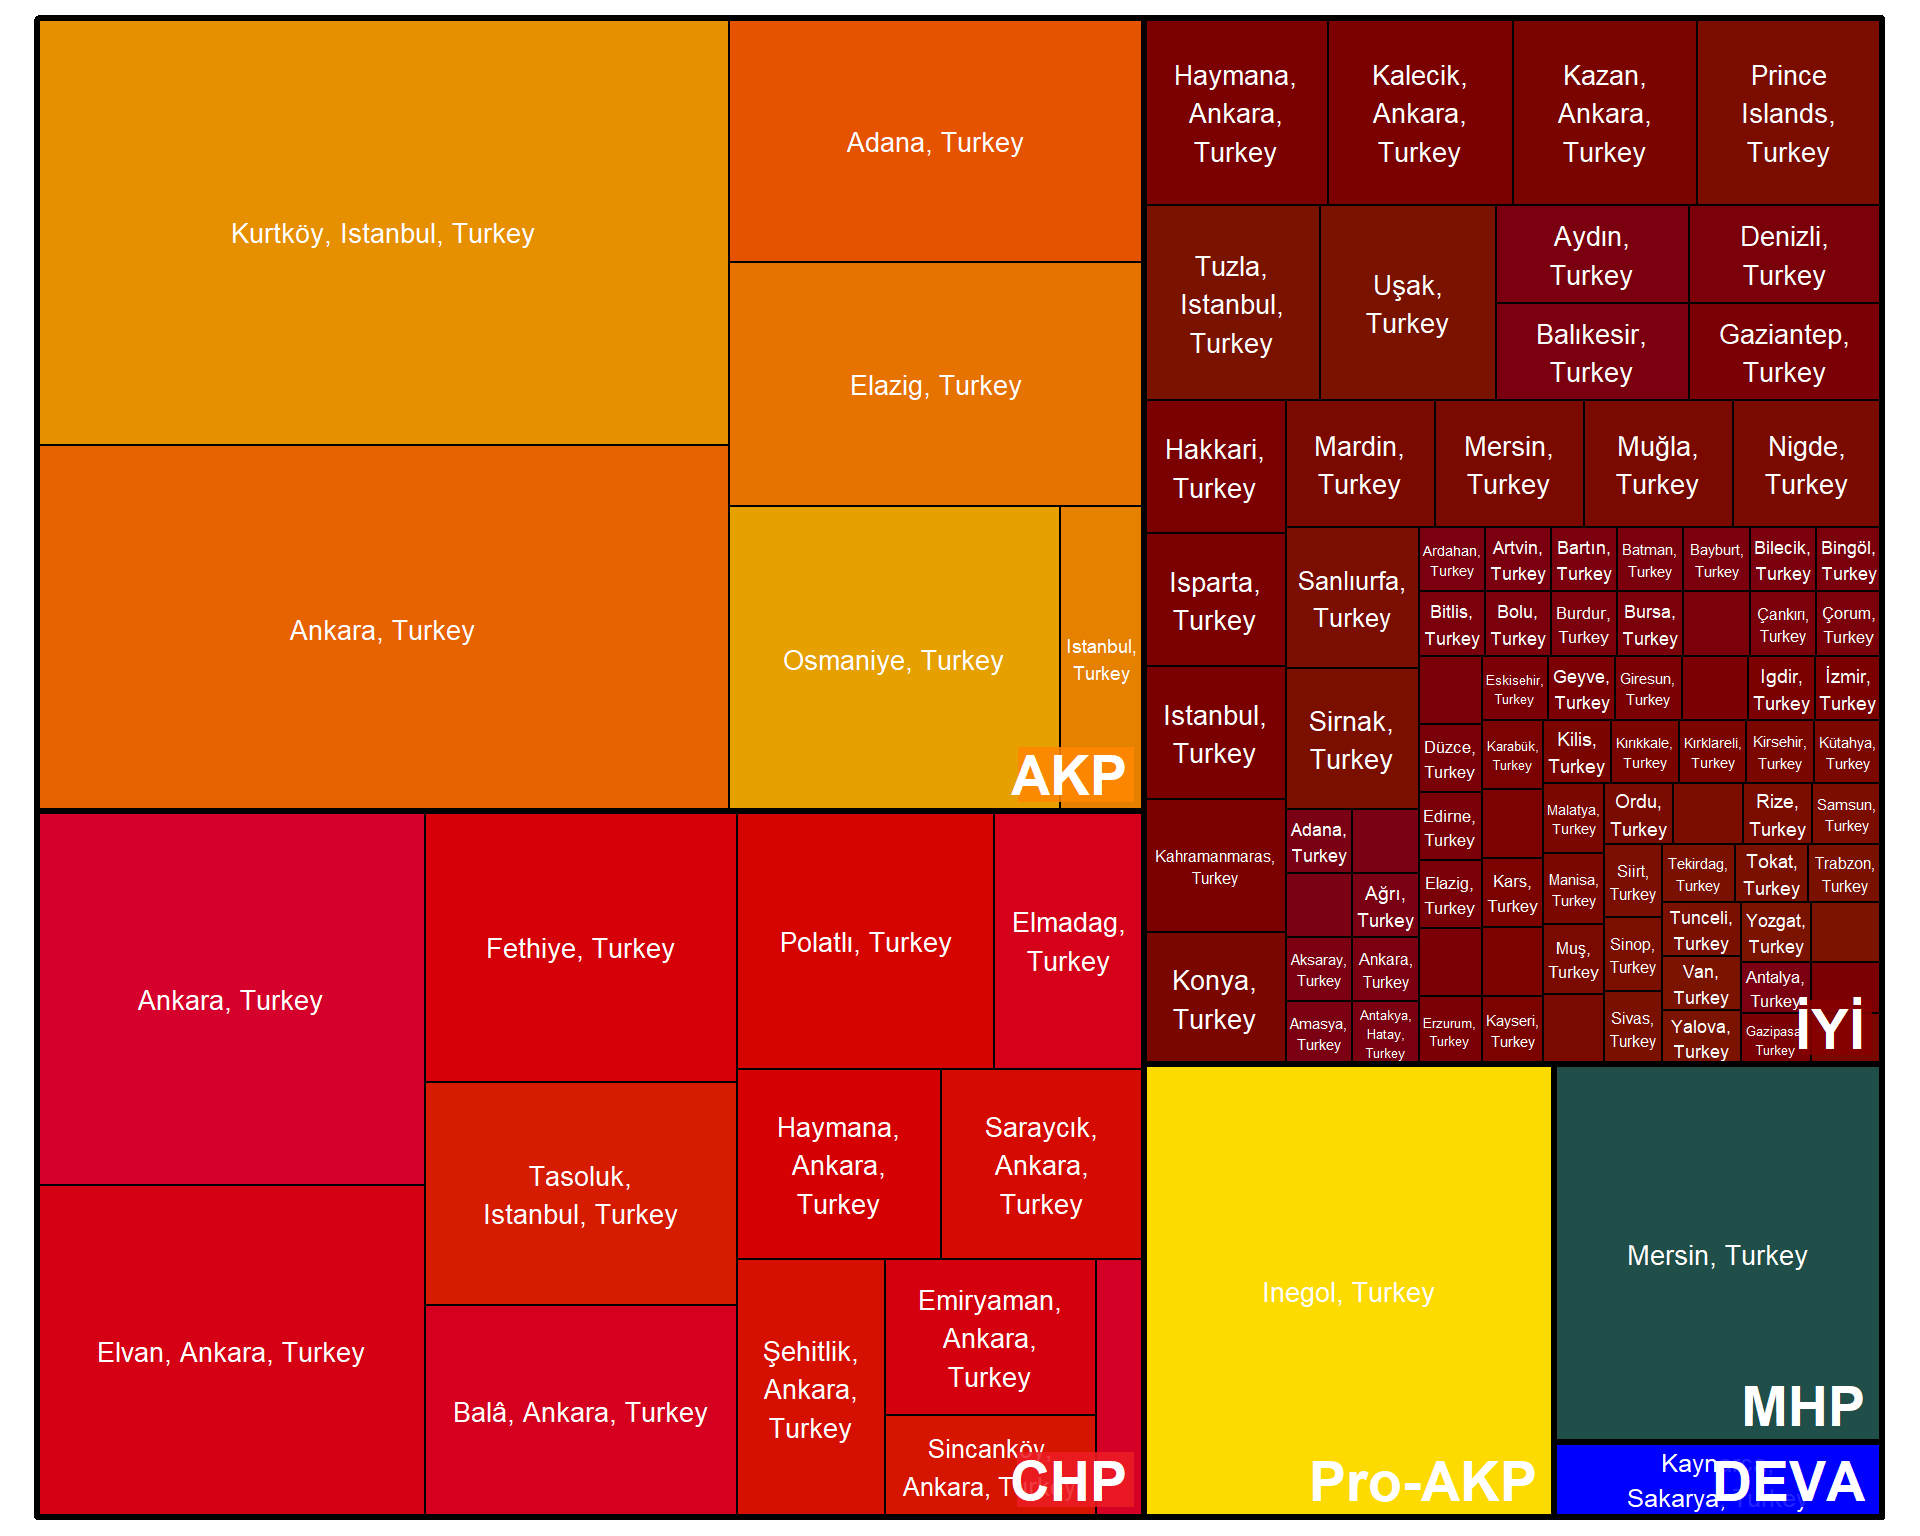 Kurtköy, Istanbul, Turkey
Ankara, Turkey
Adana, Turkey
Elazig, Turkey
Osmaniye, Turkey
Istanbul,
Turkey
AKP
Ankara, Turkey
Elvan, Ankara, Turkey
Fethiye, Turkey
Tasoluk,
Istanbul, Turkey
Balâ, Ankara, Turkey
Polatlı, Turkey
Elmadag,
Turkey
Haymana,
Ankara,
Turkey
Saraycık,
Ankara,
Turkey
Şehitlik,
Ankara,
Turkey
Emiryaman,
Ankara,
Turkey
Sincanköy,
Ankara, Turkey
CHP
Haymana,
Ankara,
Turkey
Kalecik,
Ankara,
Turkey
Kazan,
Ankara,
Turkey
Prince
Islands,
Turkey
Tuzla,
Istanbul,
Turkey
Uşak,
Turkey
Aydın,
Turkey
Denizli,
Turkey
Balıkesir,
Turkey
Gaziantep,
Turkey
Hakkari,
Turkey
Isparta,
Turkey
Istanbul,
Turkey
Kahramanmaras,
Turkey
Konya,
Turkey
Mardin,
Turkey
Mersin,
Turkey
Muğla,
Turkey
Nigde,
Turkey
Sanlıurfa,
Turkey
Sirnak,
Turkey
Adana,
Turkey
Ağrı,
Turkey
Aksaray,
Turkey
Ankara,
Turkey
Amasya,
Turkey
Antakya,
Hatay,
Turkey
Ardahan,
Turkey
Artvin,
Turkey
Bartın,
Turkey
Batman,
Turkey
Bayburt,
Turkey
Bilecik,
Turkey
Bingöl,
Turkey
Bitlis,
Turkey
Bolu,
Turkey
Burdur,
Turkey
Bursa,
Turkey
Çankırı,
Turkey
Çorum,
Turkey
Düzce,
Turkey
Edirne,
Turkey
Elazig,
Turkey
Erzurum,
Turkey
Eskisehir,
Turkey
Geyve,
Turkey
Giresun,
Turkey
Igdir,
Turkey
İzmir,
Turkey
Karabük,
Turkey
Kars,
Turkey
Kayseri,
Turkey
Kilis,
Turkey
Kırıkkale,
Turkey
Kırklareli,
Turkey
Kirsehir,
Turkey
Kütahya,
Turkey
Malatya,
Turkey
Manisa,
Turkey
Muş,
Turkey
Ordu,
Turkey
Rize,
Turkey
Samsun,
Turkey
Siirt,
Turkey
Sinop,
Turkey
Sivas,
Turkey
Tekirdag,
Turkey
Tokat,
Turkey
Trabzon,
Turkey
Tunceli,
Turkey
Van,
Turkey
Yalova,
Turkey
Yozgat,
Turkey
Antalya,
Turkey
Gazipasa
Turkey
İYİ
Inegol, Turkey
Pro-AKP
Mersin, Turkey
MHP
Sakarya,
DEVA